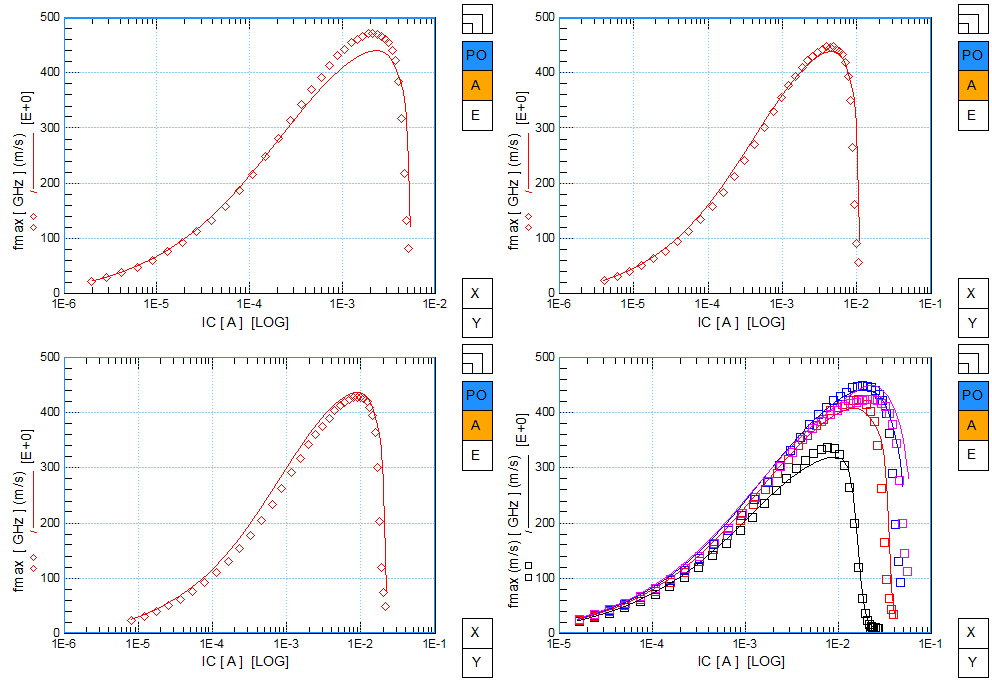 500
400
300
200
100
0
fmax [ GHz ] (m/s) [E+0]
1E-6 1E-5 1E-4 1E-3 1E-2
IC [ A ] [LOG]
PO
A
E
X
Y
500
400
300
200
100
0
fmax [ GHz ] (m/s) [E+0]
1E-6 1E-5 1E-4 1E-3 1E-2 1E-1
IC [ A ] [LOG]
PO
A
E
X
Y
500
400
300
200
100
0
fmax [ GHz ] (m/s) [E+0]
1E-6 1E-5 1E-4 1E-3 1E-2 1E-1
IC [ A ] [LOG]
PO
A
E
X
Y
500
400
300
200
100
0
fmax (m/s) [ GHz ] (m/s) [E+0]
1E-5 1E-4 1E-3 1E-2 1E-1
IC [ A ] [LOG]
PO
A
E
X
Y